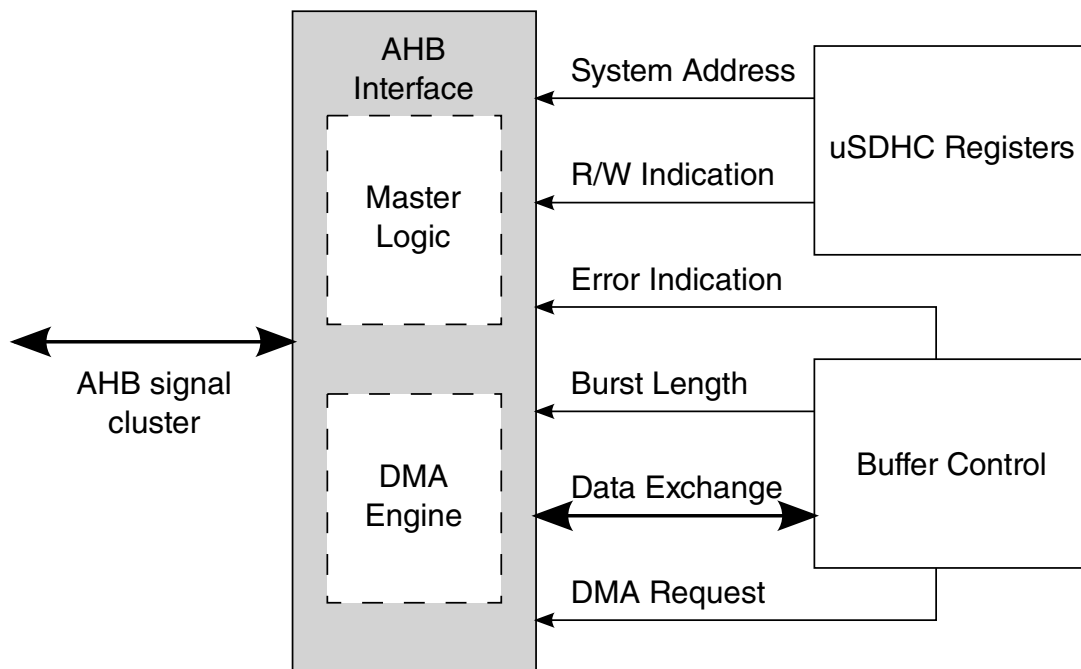 AHB
Interface
Master
Logic
DMA
Engine
AHB signal
cluster
System Address
R/W Indication
Error Indication
Burst Length
Data Exchange
DMA Request
uSDHC Registers
Buffer Control